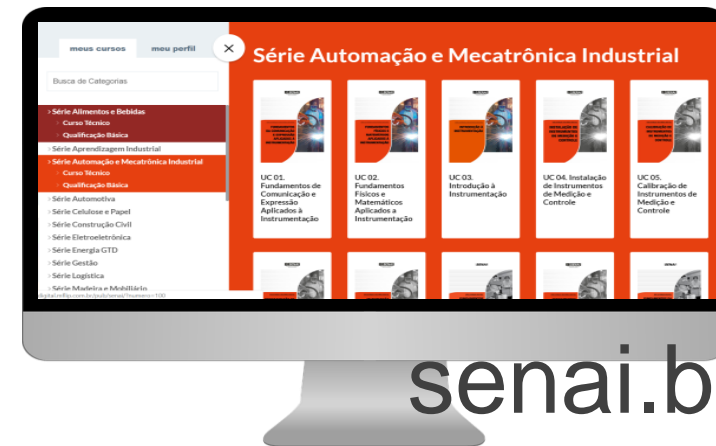 meus cursos meu perfil ×
Série Automação e Mecatrônica Industrial
Busca de Categorias
> Série Alimentos e Bebidas
> Curso Técnico
> Qualificação Básica
> Série Aprendizagem Industrial
> Série Automação e Mecatrônica Industrial
> Curso Técnico
> Qualificação Básica
> Série Automotiva
> Série Celulose e Papel
> Série Construção Civil
> Série Eletroeletrônica
> Série Energia GTD
> Série Gestão
> Série Logística
> Série Madeira e Mobiliário
UC 01.
Fundamentos de
Comunicação e
Expressão
Aplicados à
Instrumentação
UC 02.
Fundamentos
Físicos e
Matemáticos
Aplicados a
Instrumentação
UC 03.
Introdução à
Instrumentação
UC 04. Instalação
de Instrumentos
de Medição e
Controle
UC 05.
Calibração de
Instrumentos de
Medição e
Controle
senai.b